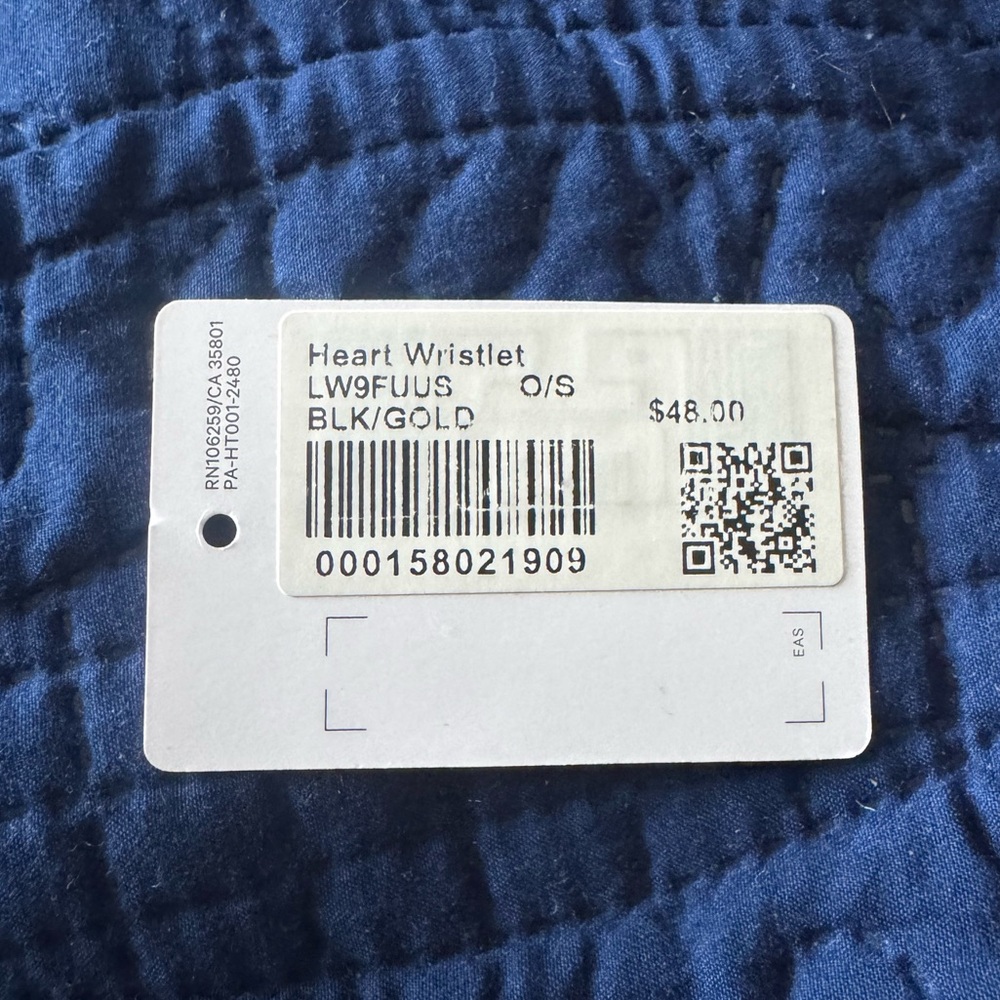 RN106259/CA 35801
PA-HT001-2480
Heart Wristlet
LW9FUUS O/S
BLK/GOLD $48.00
000158021909
EAS